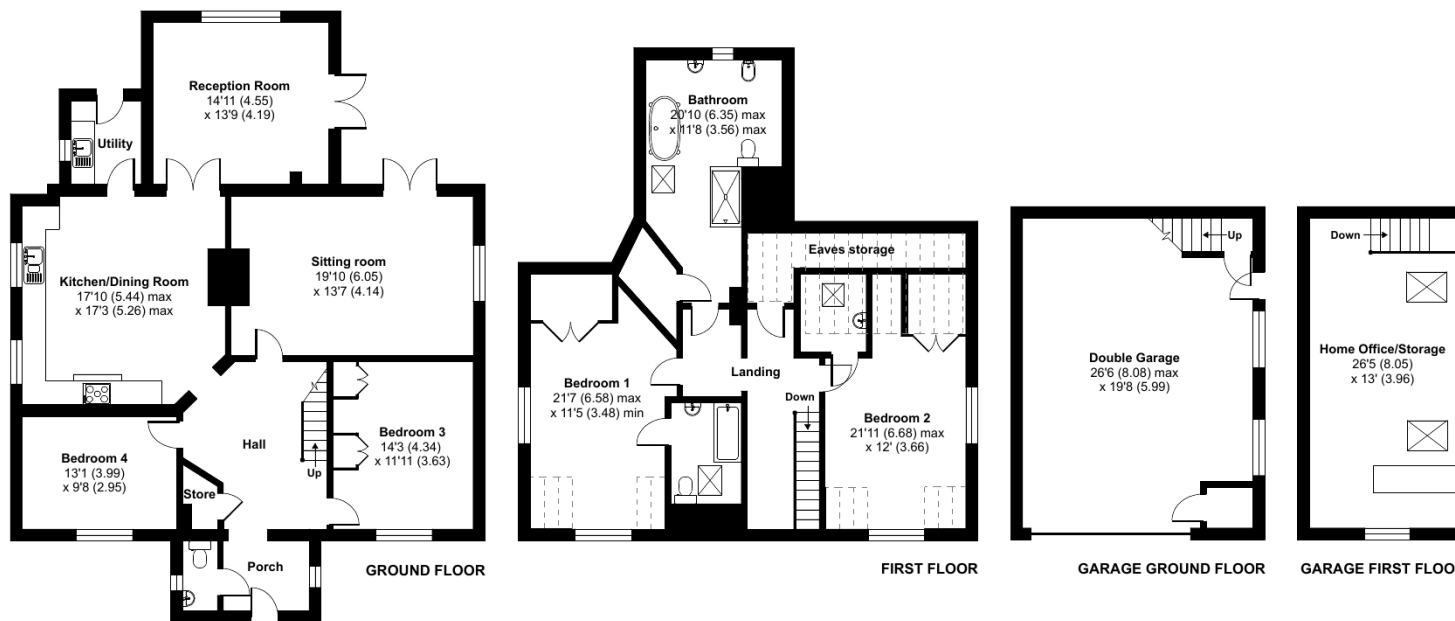 Reception Room
14'11 (4.55)
x 13'9 (4.19)
Utility
Kitchen/Dining Room
17'10 (5.44) max
x 17'3 (5.26) max
Sitting room
19'10 (6.05)
x 13'7 (4.14)
Bedroom 4
13'1 (3.99)
x 9'8 (2.95)
Hall
Up
Bedroom 3
14'3 (4.34)
x 11'11 (3.63)
Store
Porch
GROUND FLOOR
Bathroom
20'10 (6.35) max
x 11'8 (3.56) max
Eaves storage
Bedroom 1
21'7 (6.58) max
x 11'5 (3.48) min
Landing
Down
Bedroom 2
21'11 (6.68) max
x 12' (3.66)
FIRST FLOOR
Up
Double Garage
26'6 (8.08) max
x 19'8 (5.99)
GARAGE GROUND FLOOR
Down
Home Office/Storage
26'5 (8.05)
x 13' (3.96)
GARAGE FIRST FLOO